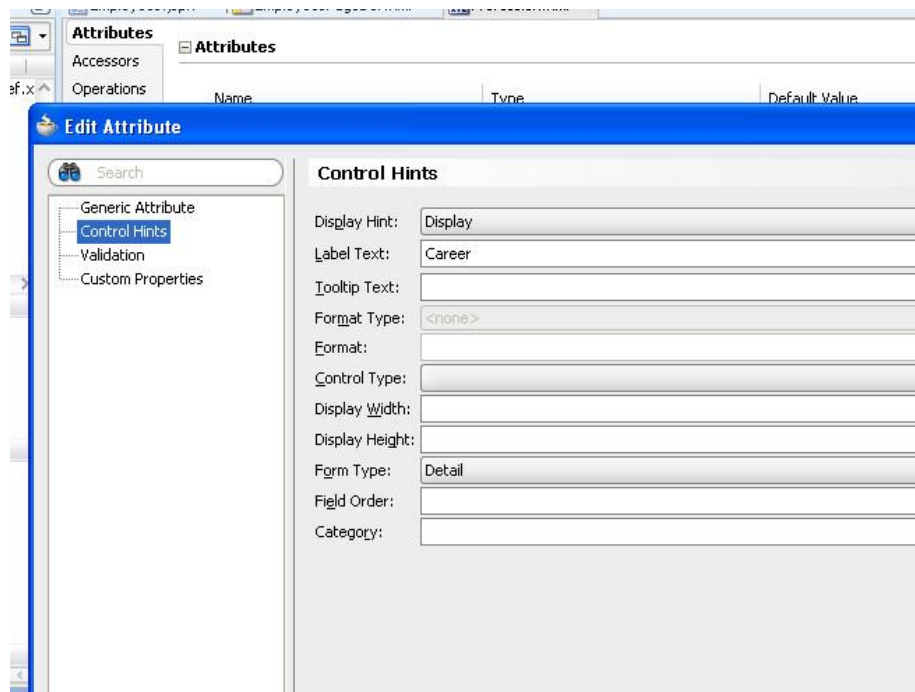 Attributes
Attributes
Accessors
Operations
Name Type Default Value
Edit Attribute
Search
Control Hints
Generic Attribute
Control Hints
Validation
Custom Properties
Display Hint: Display
Label Text: Career
Tooltip Text:
Format Type: <none>
Format:
Control Type:
Display Width:
Display Height:
Form Type: Detail
Field Order:
Category: